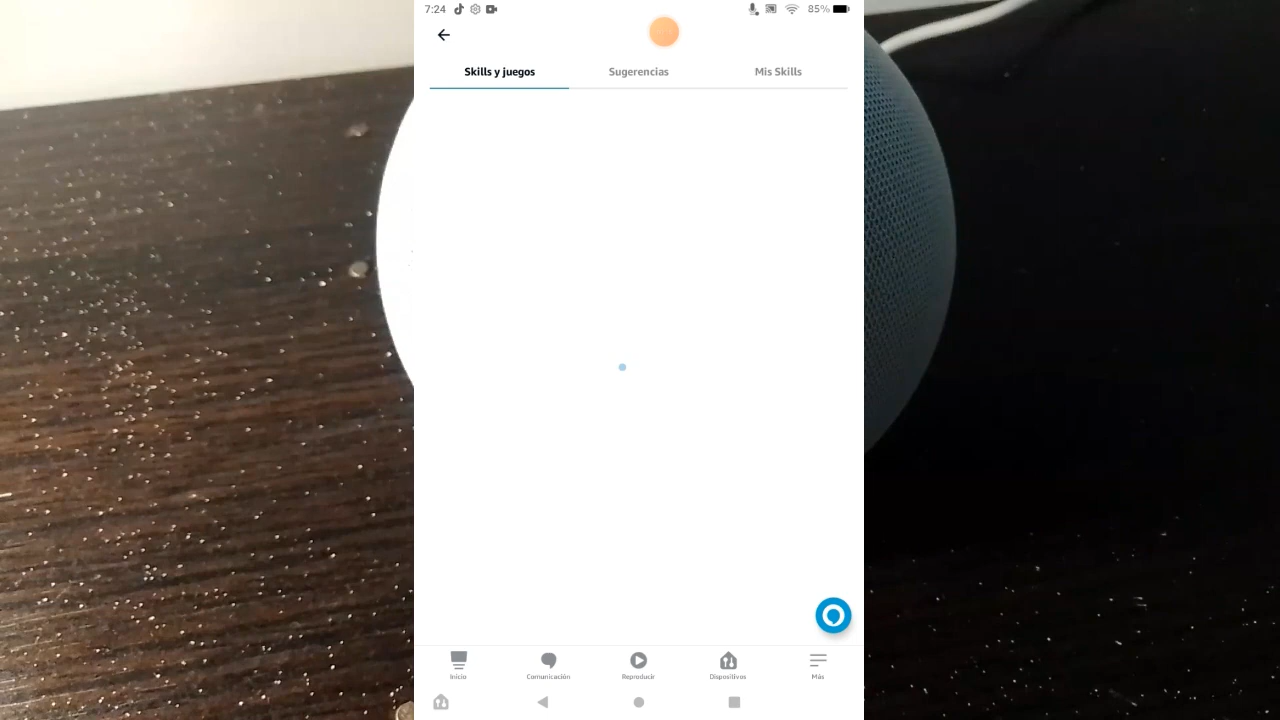 7:24
85%
Skills y juegos
Sugerencias
Mis Skills
Inicio
Comunicación
Reproducir
Dispositivos
Más